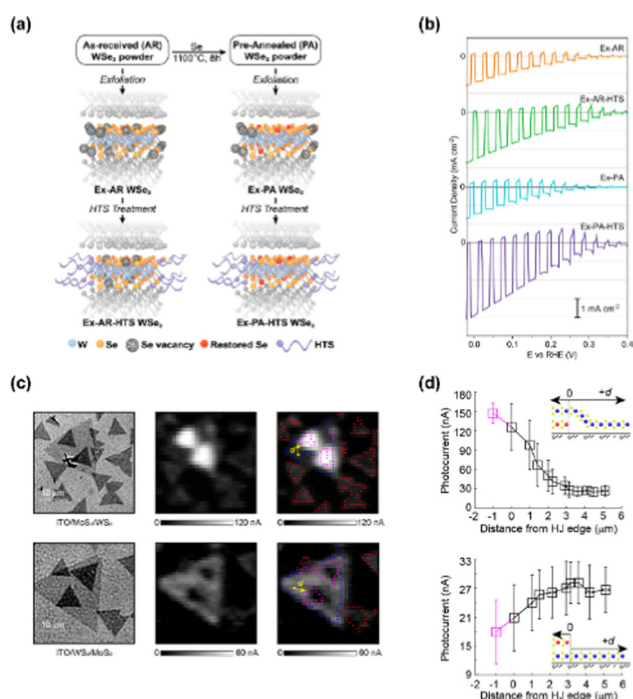 (a)
As-received (AR)
WSe₂ powder
Se
1100°C, 8h
Pre-Annealed (PA)
WSe₂ powder
Exfoliation
Exfoliation
Ex-AR WSe₂
Ex-PA WSe₂
HTS Treatment
HTS Treatment
Ex-AR-HTS WSe₂
Ex-PA-HTS WSe₂
W
Se
Se vacancy
Restored Se
HTS
(b)
Current Density (mA cm⁻²)
Ex-AR
0
Ex-AR-HTS
0
Ex-PA
0
Ex-PA-HTS
0
1 mA cm⁻²
0.0 0.1 0.2 0.3 0.4
E vs RHE (V)
(c)
10 μm
ITO/MoS₂/WS₂
0 120 nA
d
0 120 nA
10 μm
ITO/WS₂/MoS₂
0 60 nA
d
0 60 nA
(d)
Photocurrent (nA)
180
150
120
90
60
30
0
0 +d
-2 -1 0 1 2 3 4 5 6
Distance from HJ edge (μm)
Photocurrent (nA)
33
27
21
15
9
0 +d
-2 -1 0 1 2 3 4 5 6
Distance from HJ edge (μm)